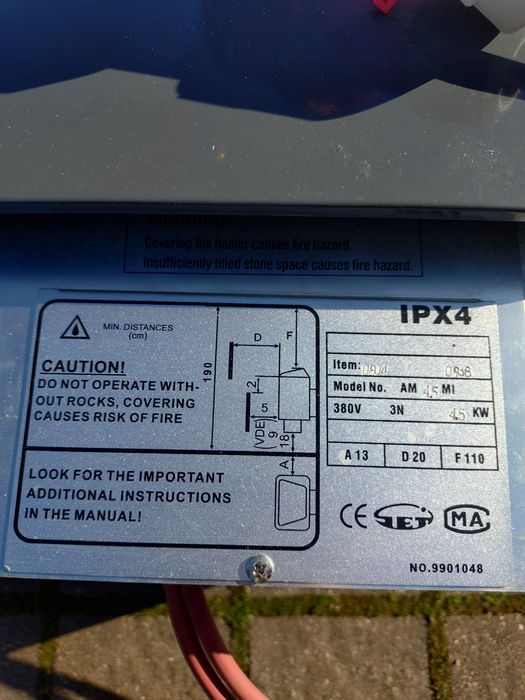 WARNING:
Covering the heater causes fire hazard.
Insufficiently filled stone space causes fire hazard.
IPX4
MIN. DISTANCES
(cm)
CAUTION!
DO NOT OPERATE WITH-
OUT ROCKS, COVERING
CAUSES RISK OF FIRE
LOOK FOR THE IMPORTANT
ADDITIONAL INSTRUCTIONS
IN THE MANUAL!
190
D
F
2
5
(VDE)
9
18
A
Item:
Model No. AM 4.5 MI
380V 3N 4.5 KW
A 13 D 20 F 110
CE TET MA
NO.9901048